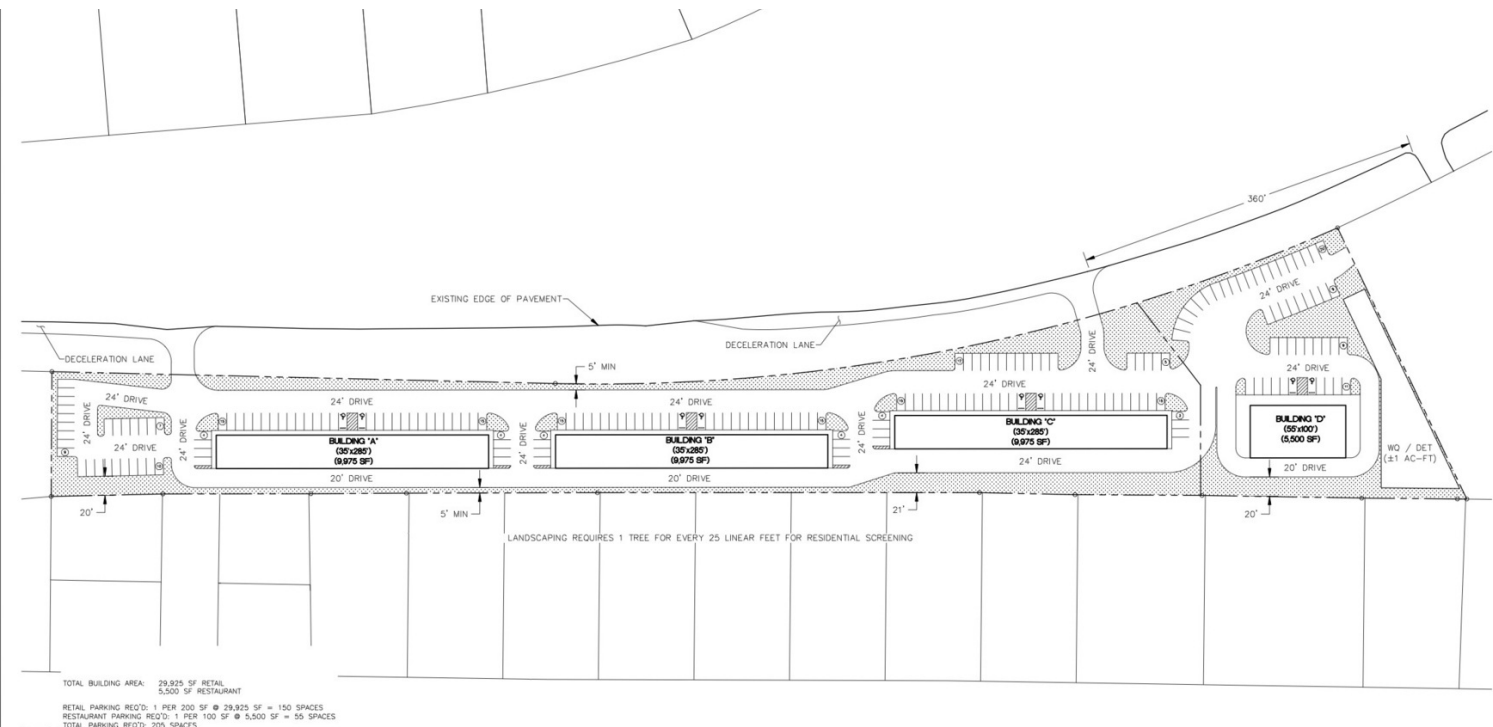 360'
EXISTING EDGE OF PAVEMENT
24' DRIVE
DECELERATION LANE
DECELERATION LANE
5' MIN
24' DRIVE
24' DRIVE
24' DRIVE
24' DRIVE
24' DRIVE
24' DRIVE
24' DRIVE
24' DRIVE
24' DRIVE
24' DRIVE
24' DRIVE
24' DRIVE
BUILDING "A"
(35'x285')
(9,975 SF)
BUILDING "B"
(35'x285')
(9,975 SF)
BUILDING "C"
(35'x285')
(9,975 SF)
BUILDING "D"
(55'x100')
(5,500 SF)
WQ / DET
(±1 AC-FT)
20' DRIVE
20' DRIVE
24' DRIVE
20' DRIVE
20'
5' MIN
21'
20'
LANDSCAPING REQUIRES 1 TREE FOR EVERY 25 LINEAR FEET FOR RESIDENTIAL SCREENING
TOTAL BUILDING AREA: 29,925 SF RETAIL
5,500 SF RESTAURANT
RETAIL PARKING REQ'D: 1 PER 200 SF @ 29,925 SF = 150 SPACES
RESTAURANT PARKING REQ'D: 1 PER 100 SF @ 5,500 SF = 55 SPACES
TOTAL PARKING REQ'D: 205 SPACES